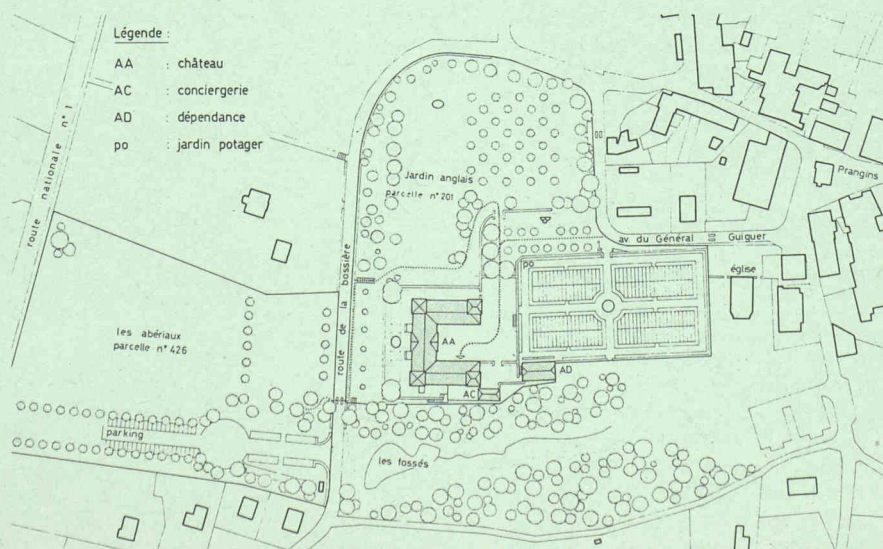 Légende :
AA : château
AC : conciergerie
AD : dépendance
po : jardin potager
route nationale n° 1
Jardin anglais
parcelle n° 201
Prangins
av. du Général Guiguer
po
église
route de la bossière
les abériaux
parcelle n° 426
AA
AD
AC
parking
les fossés